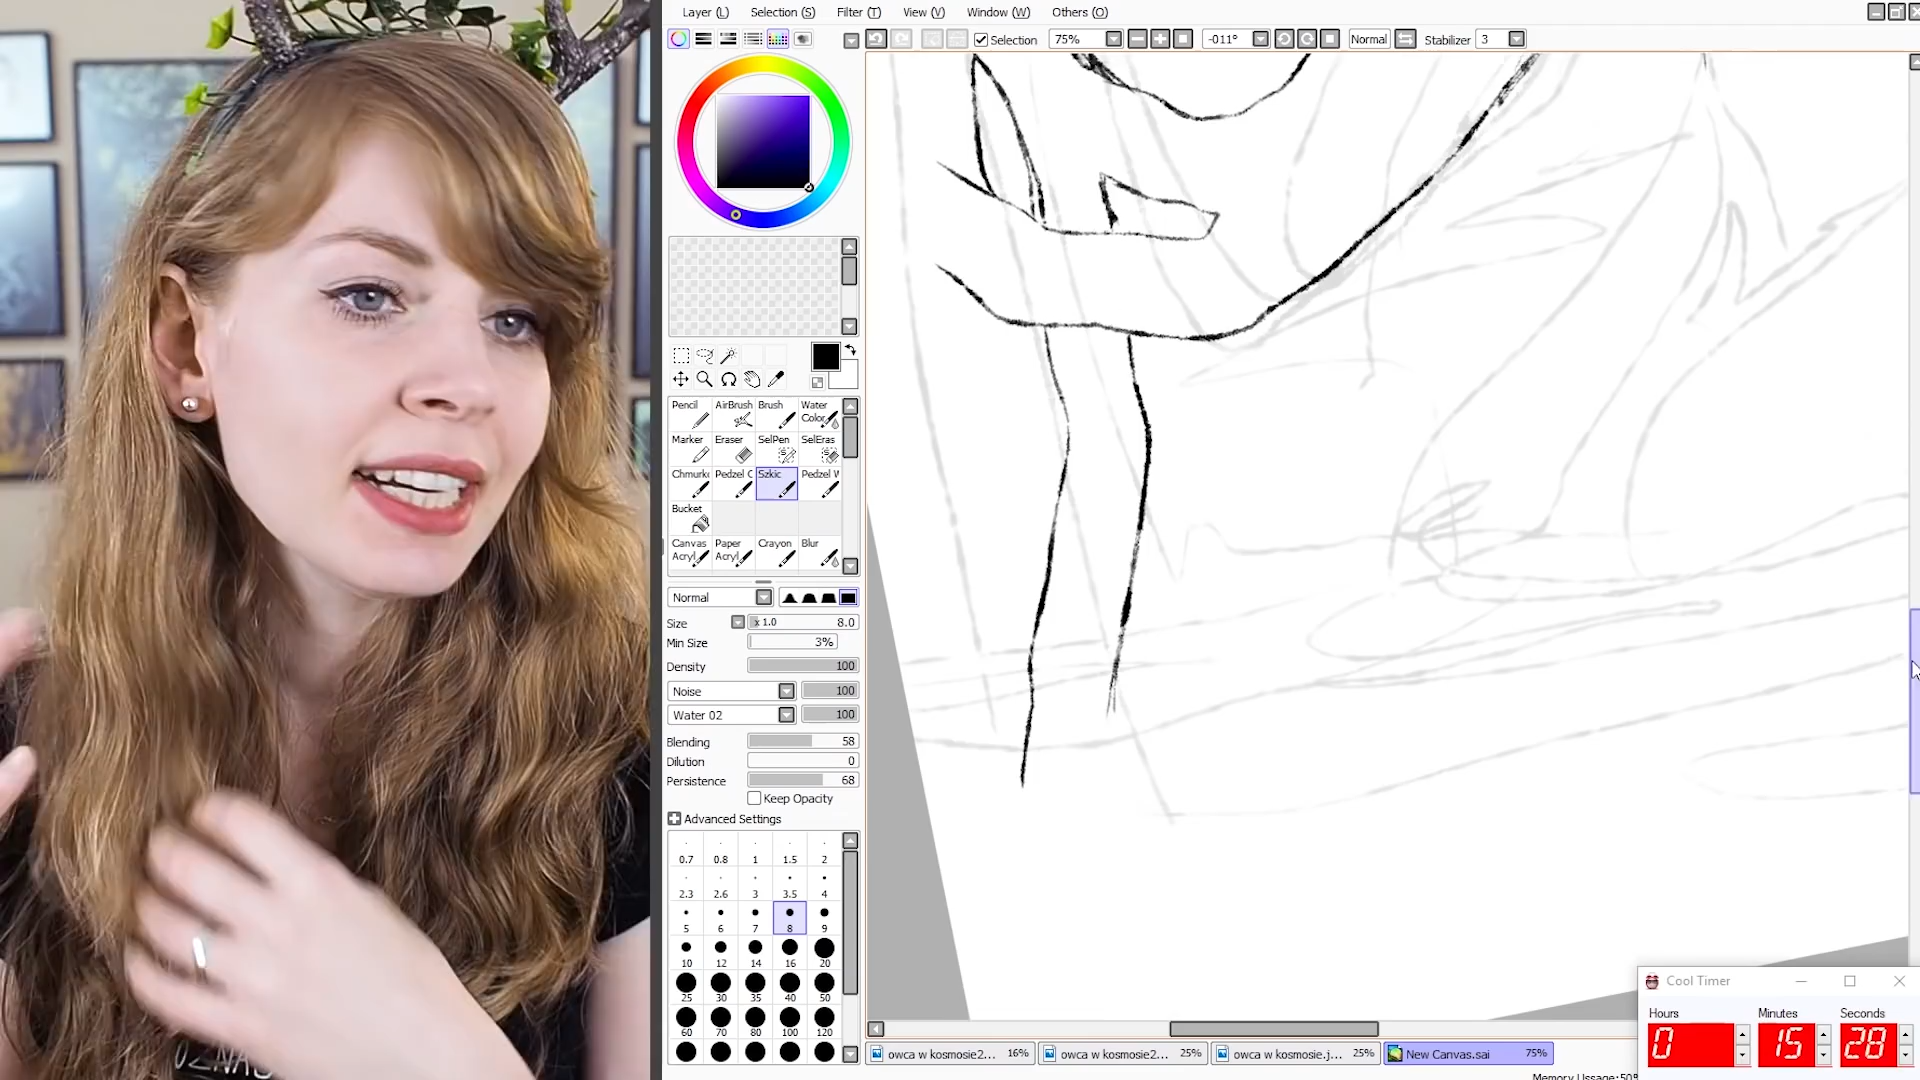 Layer (L) Selection (S) Filter (T) View (V) Window (W) Others (O)
Selection 75% -011° Normal Stabilizer 3
Pencil AirBrush Brush Water Color
Marker Eraser SelPen SelEras
Chmurk Pedzel C Szkic Pedzel W
Bucket
Canvas Acryl Paper Acryl Crayon Blur
Normal
Size x 1.0 8.0
Min Size 3%
Density 100
Noise 100
Water 02 100
Blending 58
Dilution 0
Persistence 68
Keep Opacity
Advanced Settings
0.7 0.8 1 1.5 2
2.3 2.6 3 3.5 4
5 6 7 8 9
10 12 14 16 20
25 30 35 40 50
60 70 80 100 120
owca w kosmosie2... 16% owca w kosmosie2... 25% owca w kosmosie.j... 25% New Canvas.sai 75%
Cool Timer
Hours Minutes Seconds
0 15 28